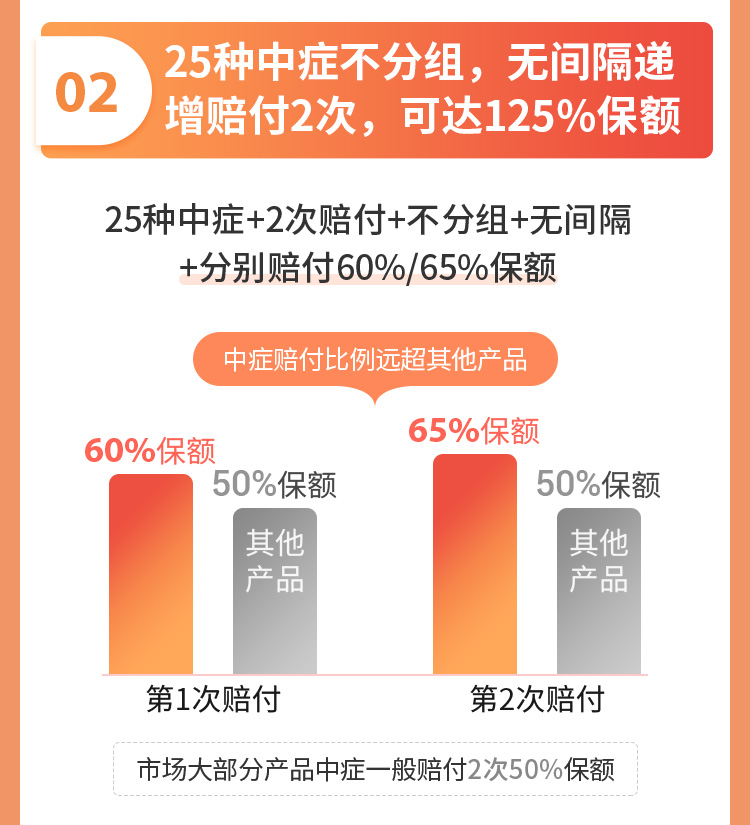 02
25种中症不分组，无间隔递
增赔付2次，可达125%保额
25种中症+2次赔付+不分组+无间隔
+分别赔付60%/65%保额
中症赔付比例远超其他产品
60%保额
50%保额
其他
产品
65%保额
50%保额
其他
产品
第1次赔付
第2次赔付
市场大部分产品中症一般赔付2次50%保额